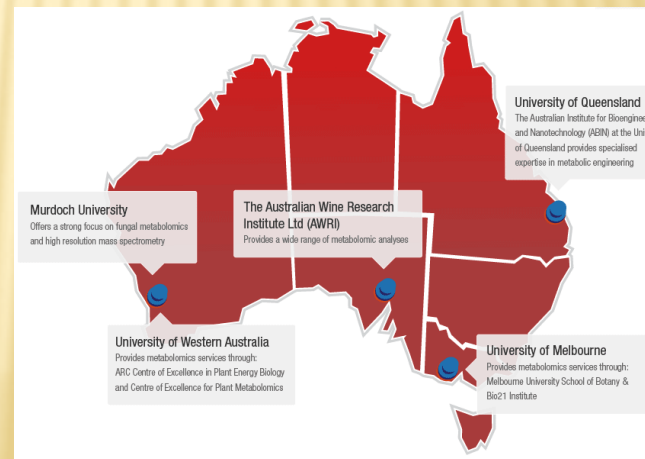 University of Queensland
The Australian Institute for Bioenginee
and Nanotechnology (ABIN) at the Uni
of Queensland provides specialised
expertise in metabolic engineering
Murdoch University
Offers a strong focus on fungal metabolomics
and high resolution mass spectrometry
The Australian Wine Research
Institute Ltd (AWRI)
Provides a wide range of metabolomic analyses
University of Western Australia
Provides metabolomics services through:
ARC Centre of Excellence in Plant Energy Biology
and Centre of Excellence for Plant Metabolomics
University of Melbourne
Provides metabolomics services through:
Melbourne University School of Botany &
Bio21 Institute